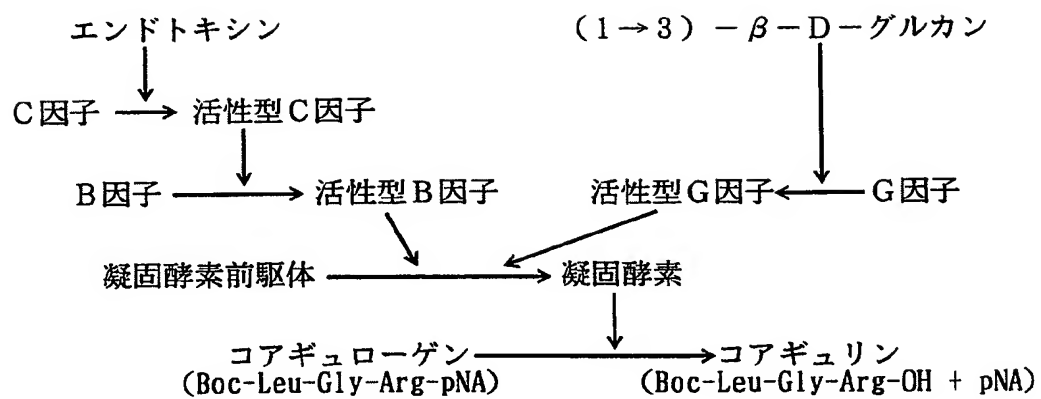 エンドトキシン (1→3)-β-D-グルカン
C因子 活性型C因子
B因子 活性型B因子 活性型G因子 G因子
凝固酵素前駆体 凝固酵素
コアギュローゲン コアギュリン
(Boc-Leu-Gly-Arg-pNA) (Boc-Leu-Gly-Arg-OH + pNA)